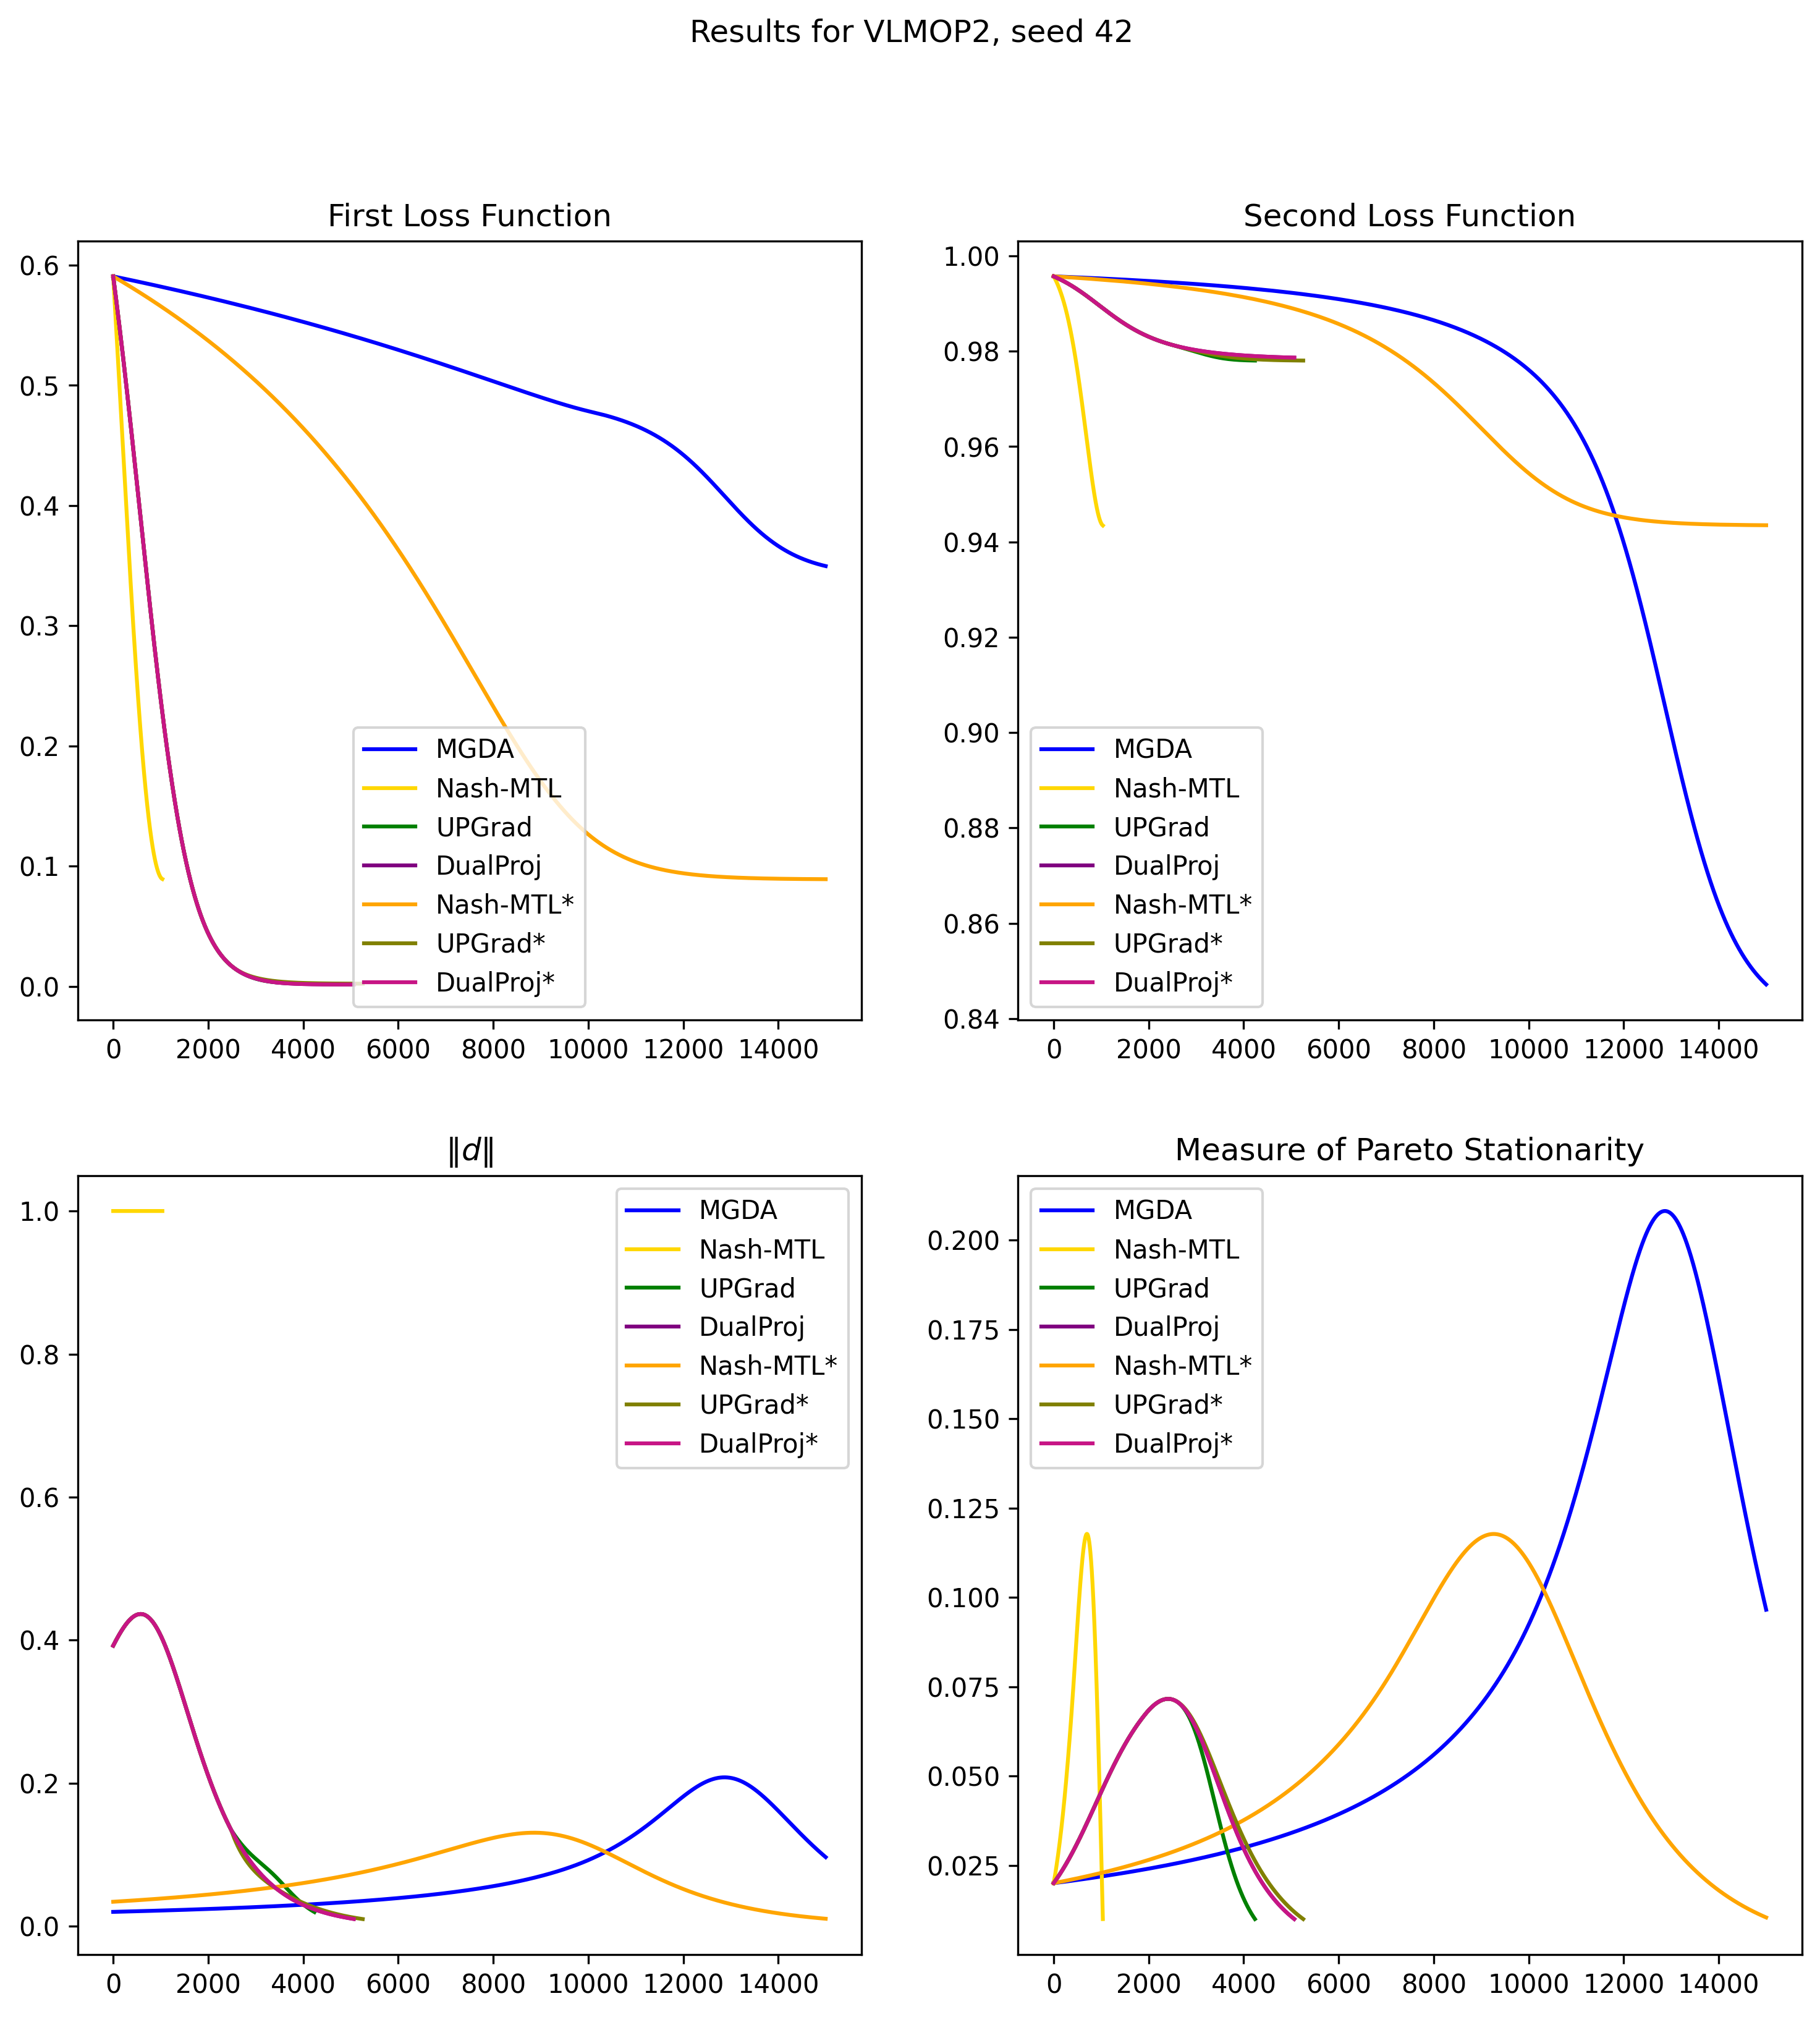 Results for VLMOP2, seed 42
First Loss Function
0.6
0.5
0.4
0.3
0.2
0.1
0.0
MGDA
Nash-MTL
UPGrad
DualProj
Nash-MTL*
UPGrad*
DualProj*
0 2000 4000 6000 8000 10000 12000 14000
Second Loss Function
1.00
0.98
0.96
0.94
0.92
0.90
0.88
0.86
0.84
MGDA
Nash-MTL
UPGrad
DualProj
Nash-MTL*
UPGrad*
DualProj*
0 2000 4000 6000 8000 10000 12000 14000
‖d‖
1.0
0.8
0.6
0.4
0.2
0.0
MGDA
Nash-MTL
UPGrad
DualProj
Nash-MTL*
UPGrad*
DualProj*
0 2000 4000 6000 8000 10000 12000 14000
Measure of Pareto Stationarity
0.200
0.175
0.150
0.125
0.100
0.075
0.050
0.025
MGDA
Nash-MTL
UPGrad
DualProj
Nash-MTL*
UPGrad*
DualProj*
0 2000 4000 6000 8000 10000 12000 14000